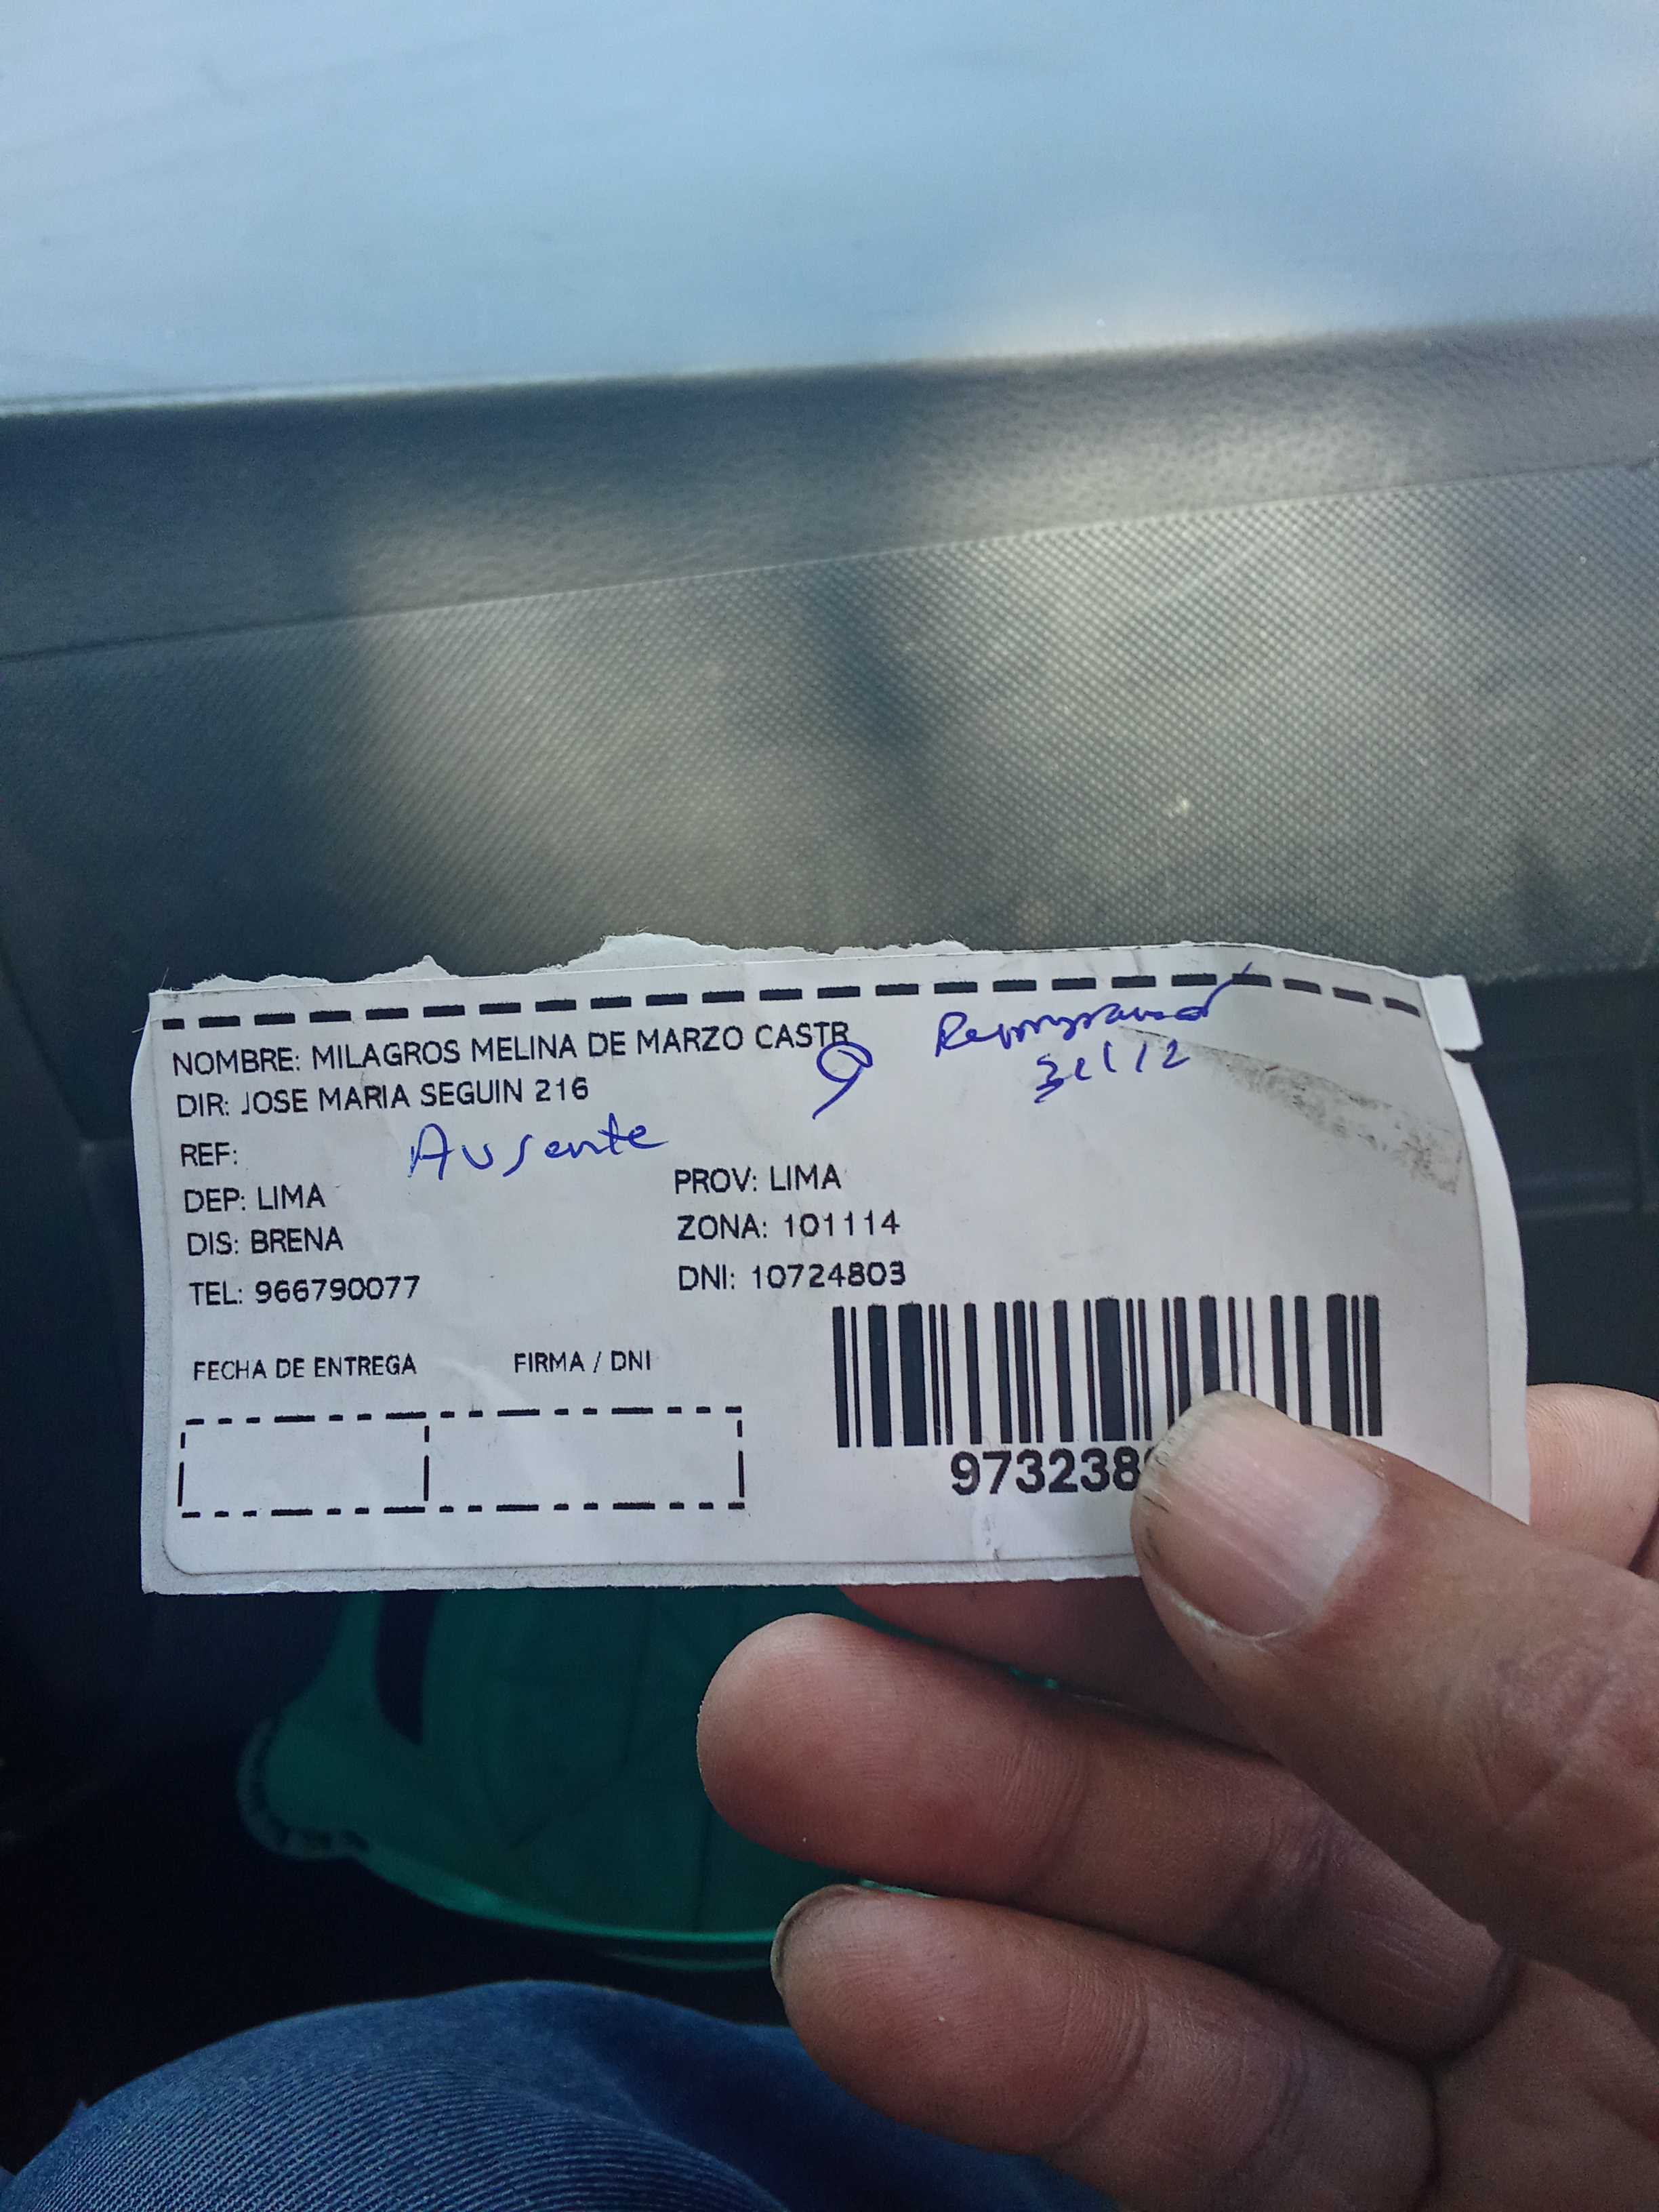 NOMBRE: MILAGROS MELINA DE MARZO CASTR
DIR: JOSE MARIA SEGUIN 216
9
REF:
Ausente
DEP: LIMA
PROV: LIMA
DIS: BRENA
ZONA: 101114
TEL: 966790077
DNI: 10724803
FECHA DE ENTREGA
FIRMA / DNI
973238